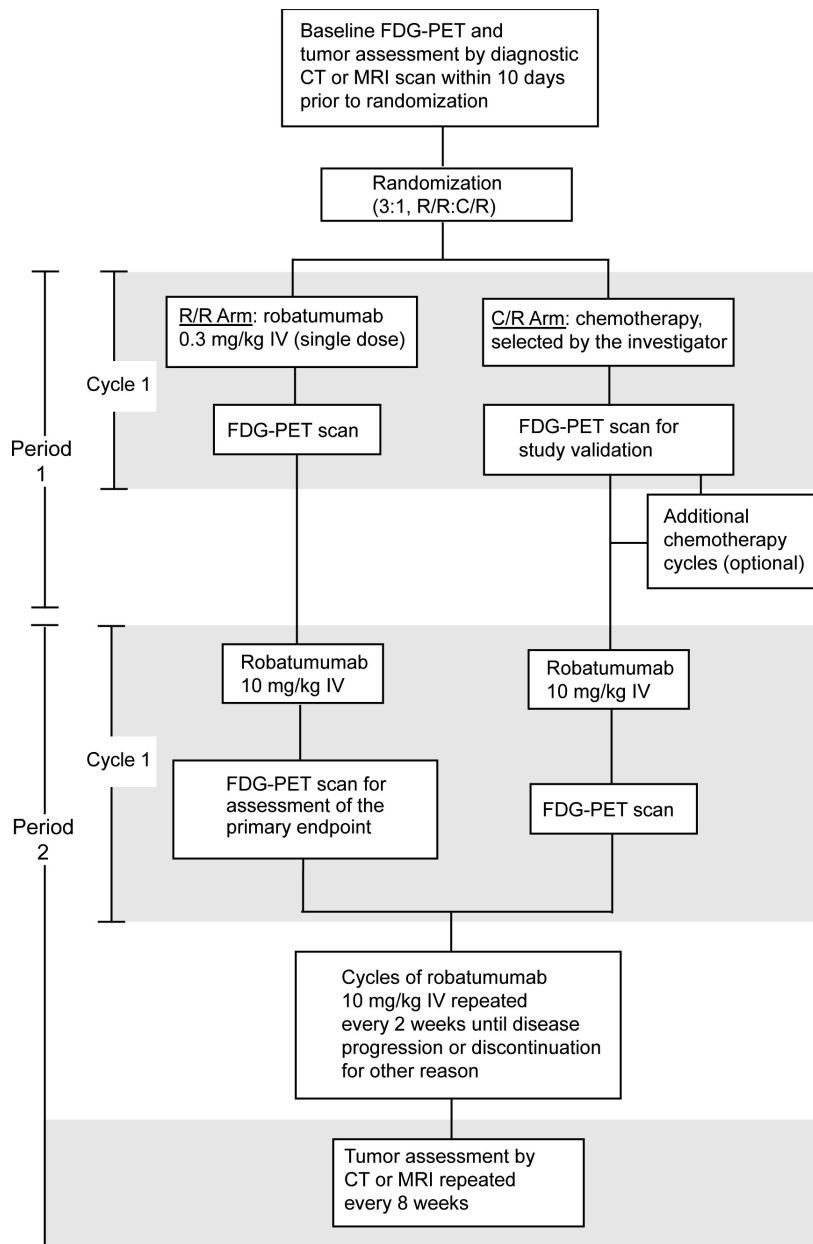 Baseline FDG-PET and
tumor assessment by diagnostic
CT or MRI scan within 10 days
prior to randomization
Randomization
(3:1, R/R:C/R)
Period
1
Cycle 1
R/R Arm: robatumumab
0.3 mg/kg IV (single dose)
C/R Arm: chemotherapy,
selected by the investigator
FDG-PET scan
FDG-PET scan for
study validation
Additional
chemotherapy
cycles (optional)
Period
2
Cycle 1
Robatumumab
10 mg/kg IV
Robatumumab
10 mg/kg IV
FDG-PET scan for
assessment of the
primary endpoint
FDG-PET scan
Cycles of robatumumab
10 mg/kg IV repeated
every 2 weeks until disease
progression or discontinuation
for other reason
Tumor assessment by
CT or MRI repeated
every 8 weeks